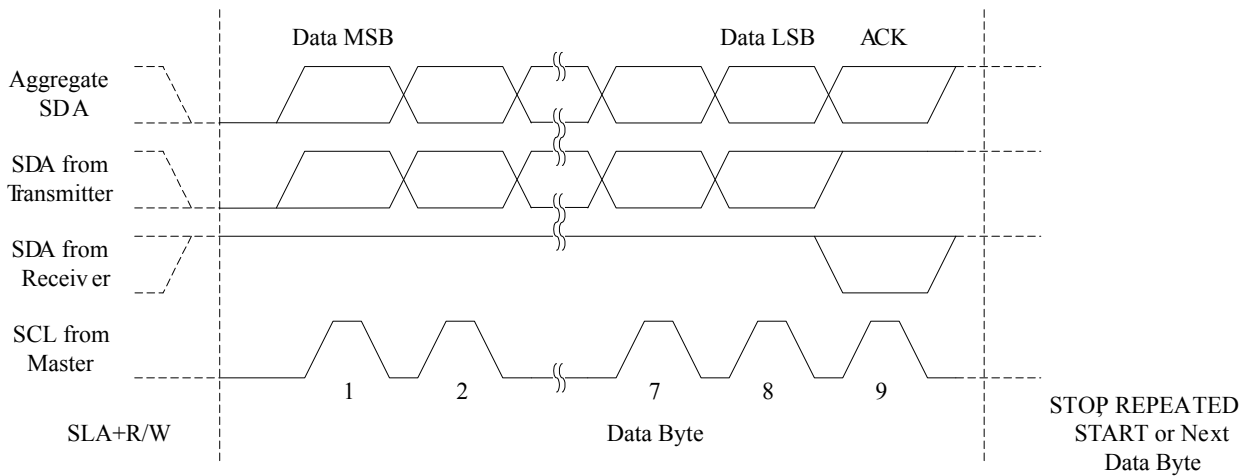 Data MSB
Data LSB
ACK
Aggregate
SDA
SDA from
Transmitter
SDA from
Receiver
SCL from
Master
1
2
7
8
9
SLA+R/W
Data Byte
STOP, REPEATED
START or Next
Data Byte